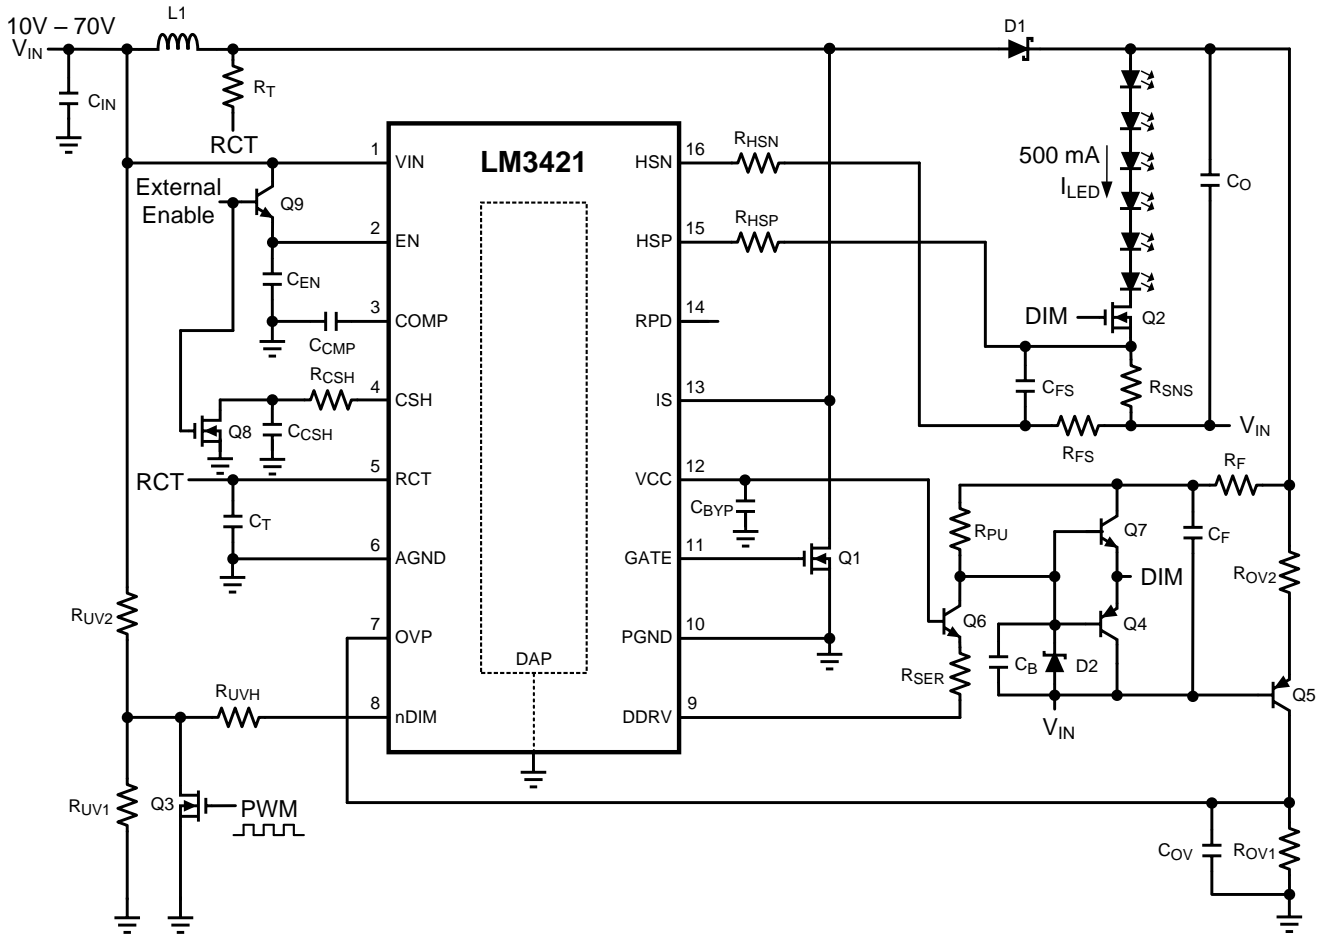 10V – 70V
VIN
L1
D1
CIN
RT
RCT
LM3421
1 VIN
2 EN
3 COMP
4 CSH
5 RCT
6 AGND
7 OVP
8 nDIM
16 HSN
15 HSP
14 RPD
13 IS
12 VCC
11 GATE
10 PGND
9 DDRV
DAP
External
Enable
Q9
CEN
CCMP
RCSH
Q8
CCSH
RCT
CT
RUV2
RUVH
RUV1
Q3
PWM
RHSN
RHSP
500 mA
ILED
CO
DIM
Q2
CFS
RSNS
RFS
VIN
CBYP
Q1
RF
RPU
Q7
CF
DIM
ROV2
Q6
Q4
RSER
CB
D2
VIN
Q5
COV
ROV1